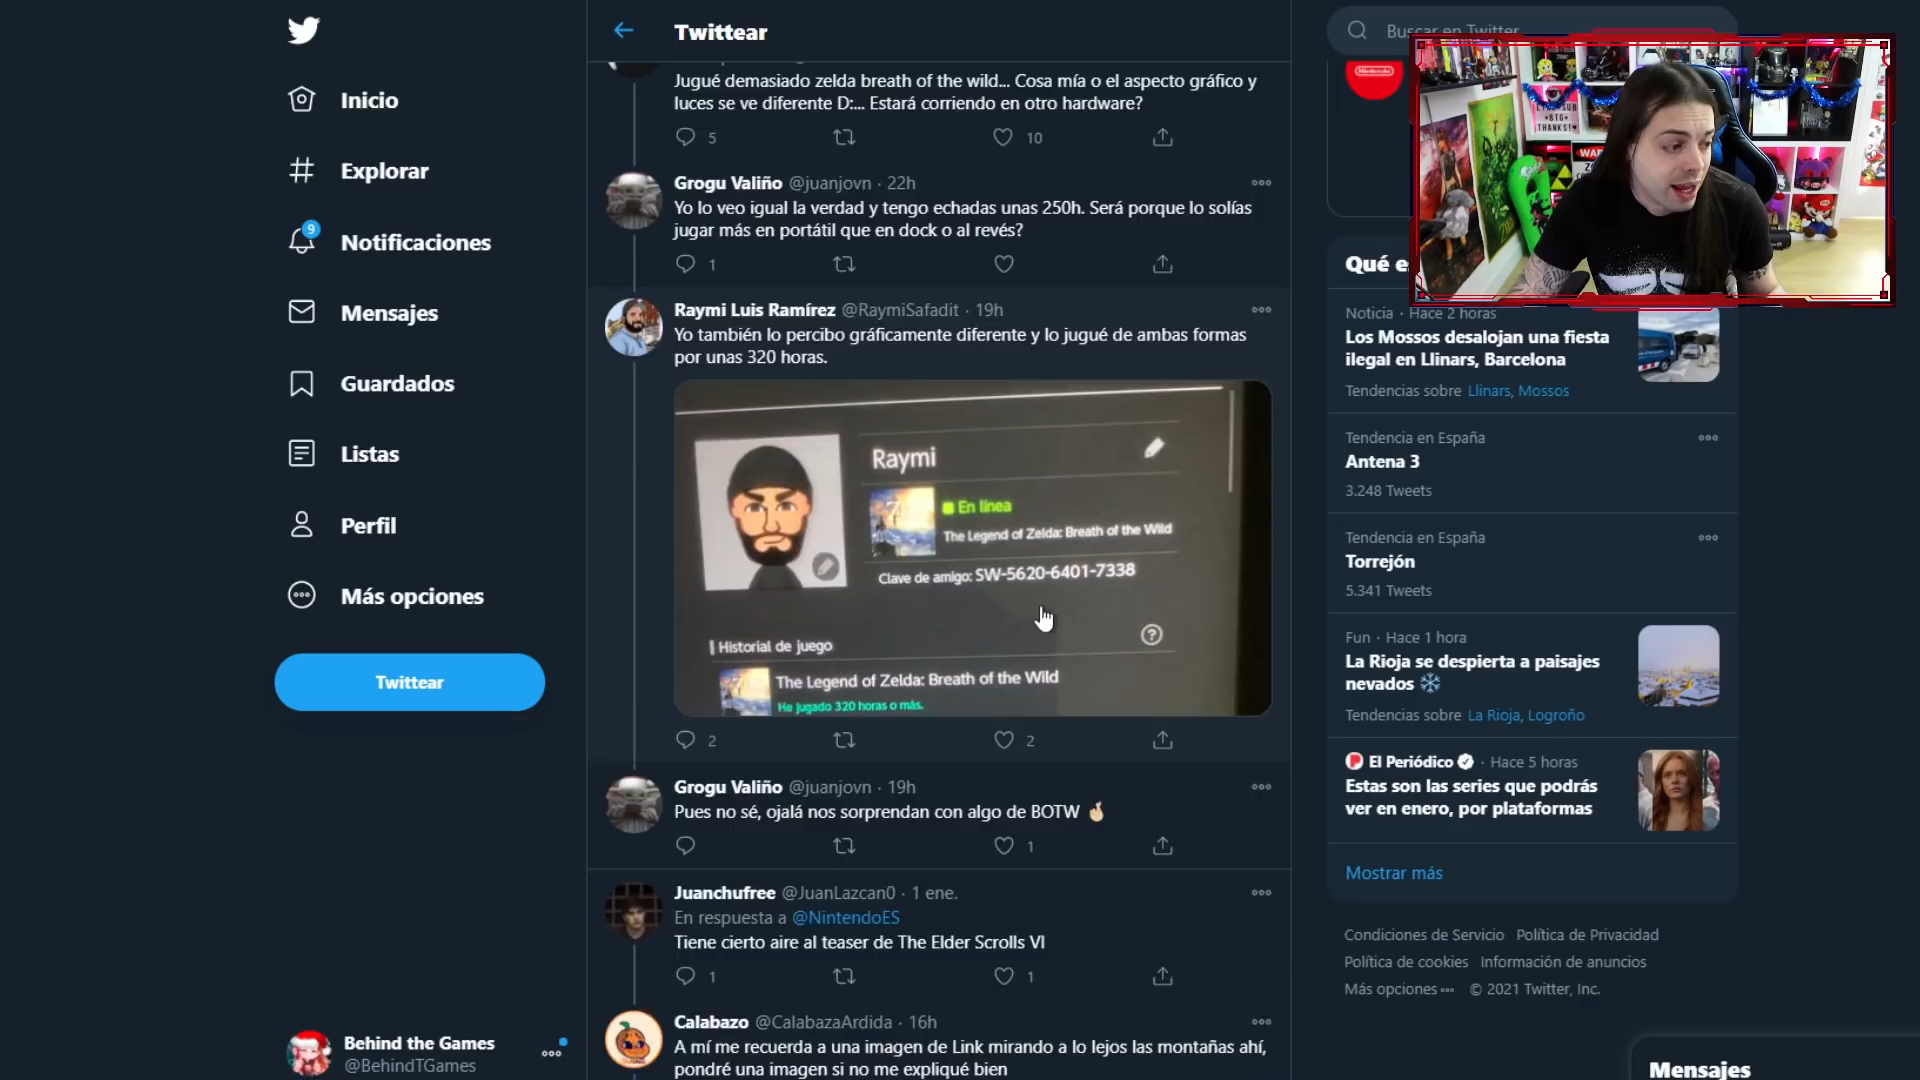 Inicio
Explorar
9
Notificaciones
Mensajes
Guardados
Listas
Perfil
Más opciones
Twittear
Behind the Games
@BehindTGames
Twittear
Jugué demasiado zelda breath of the wild... Cosa mía o el aspecto gráfico y
luces se ve diferente D:... Estará corriendo en otro hardware?
5
10
Grogu Valiño @juanjovn · 22h
Yo lo veo igual la verdad y tengo echadas unas 250h. Será porque lo solías
jugar más en portátil que en dock o al revés?
1
Raymi Luis Ramírez @RaymiSafadit · 19h
Yo también lo percibo gráficamente diferente y lo jugué de ambas formas
por unas 320 horas.
Raymi
En línea
The Legend of Zelda: Breath of the Wild
Clave de amigo: SW-5620-6401-7338
Historial de juego
?
The Legend of Zelda: Breath of the Wild
He jugado 320 horas o más.
2
2
Grogu Valiño @juanjovn · 19h
Pues no sé, ojalá nos sorprendan con algo de BOTW 🤞🏻
1
Juanchufree @JuanLazcan0 · 1 ene.
En respuesta a @NintendoES
Tiene cierto aire al teaser de The Elder Scrolls VI
1
1
Calabazo @CalabazaArdida · 16h
A mí me recuerda a una imagen de Link mirando a lo lejos las montañas ahí,
pondré una imagen si no me expliqué bien
Buscar en Twitter
Nintendo
BTG
THANKS!
Qué e
Noticia · Hace 2 horas
Los Mossos desalojan una fiesta
ilegal en Llinars, Barcelona
Tendencias sobre Llinars, Mossos
Tendencia en España
Antena 3
3.248 Tweets
Tendencia en España
Torrejón
5.341 Tweets
Fun · Hace 1 hora
La Rioja se despierta a paisajes
nevados ❄️
Tendencias sobre La Rioja, Logroño
El Periódico · Hace 5 horas
Estas son las series que podrás
ver en enero, por plataformas
Mostrar más
Condiciones de Servicio Política de Privacidad
Política de cookies Información de anuncios
Más opciones ••• © 2021 Twitter, Inc.
Mensajes